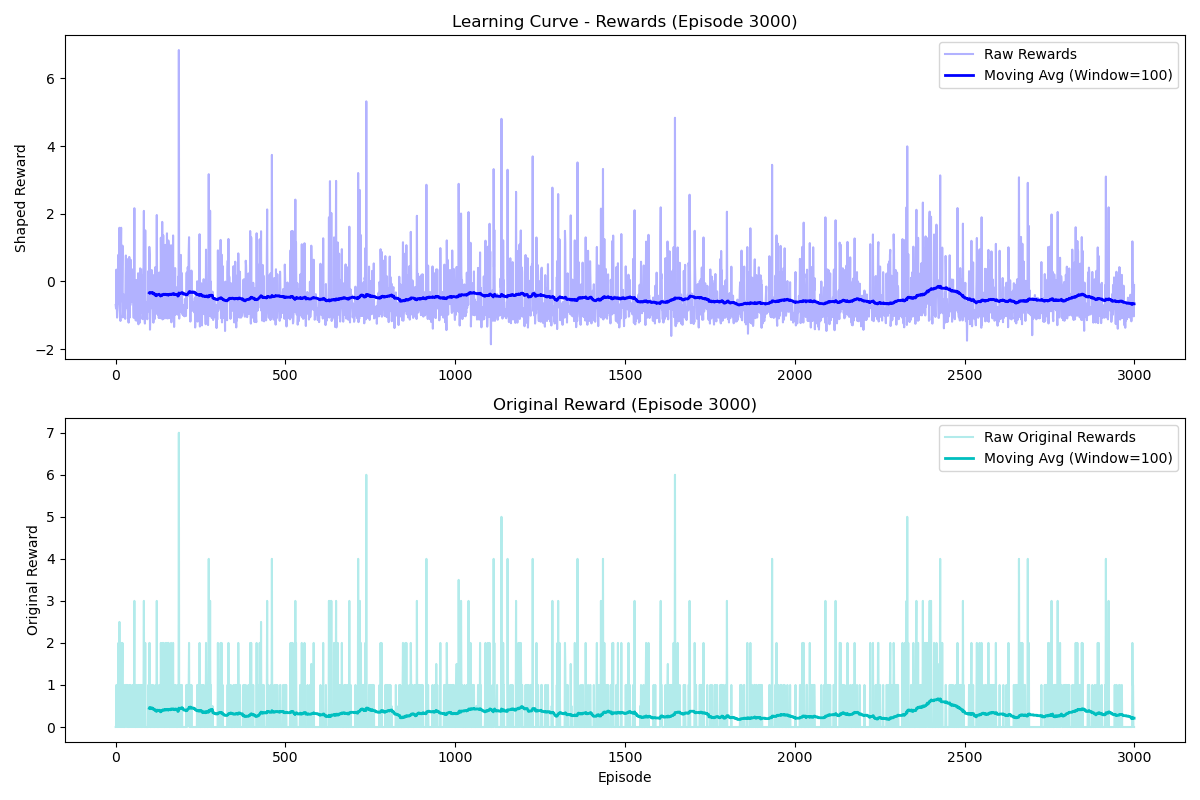 Learning Curve - Rewards (Episode 3000)
Raw Rewards
Moving Avg (Window=100)
Shaped Reward
6
4
2
0
−2
0 500 1000 1500 2000 2500 3000
Original Reward (Episode 3000)
Raw Original Rewards
Moving Avg (Window=100)
Original Reward
7
6
5
4
3
2
1
0
0 500 1000 1500 2000 2500 3000
Episode